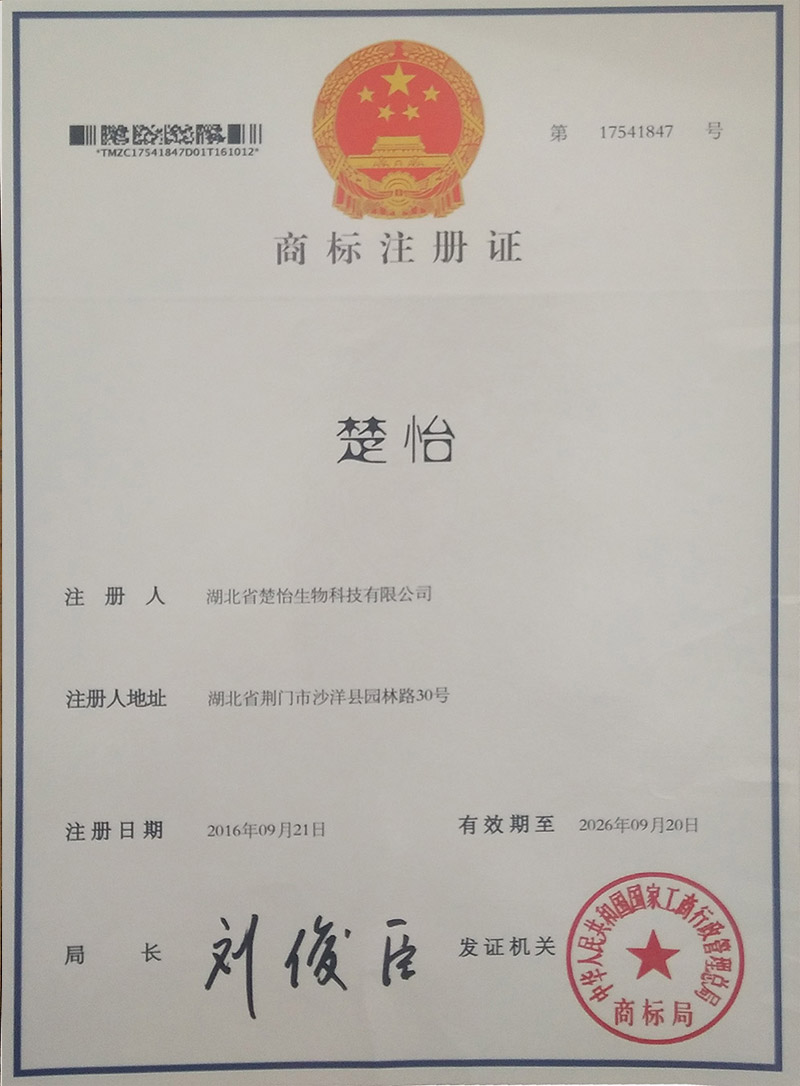 *TMZC17541847D01T161012*
第 17541847 号
商标注册证
楚怡
注册人 湖北省楚怡生物科技有限公司
注册人地址 湖北省荆门市沙洋县园林路30号
注册日期 2016年09月21日 有效期至 2026年09月20日
局长 刘俊臣 发证机关
中华人民共和国国家工商行政管理总局
商标局